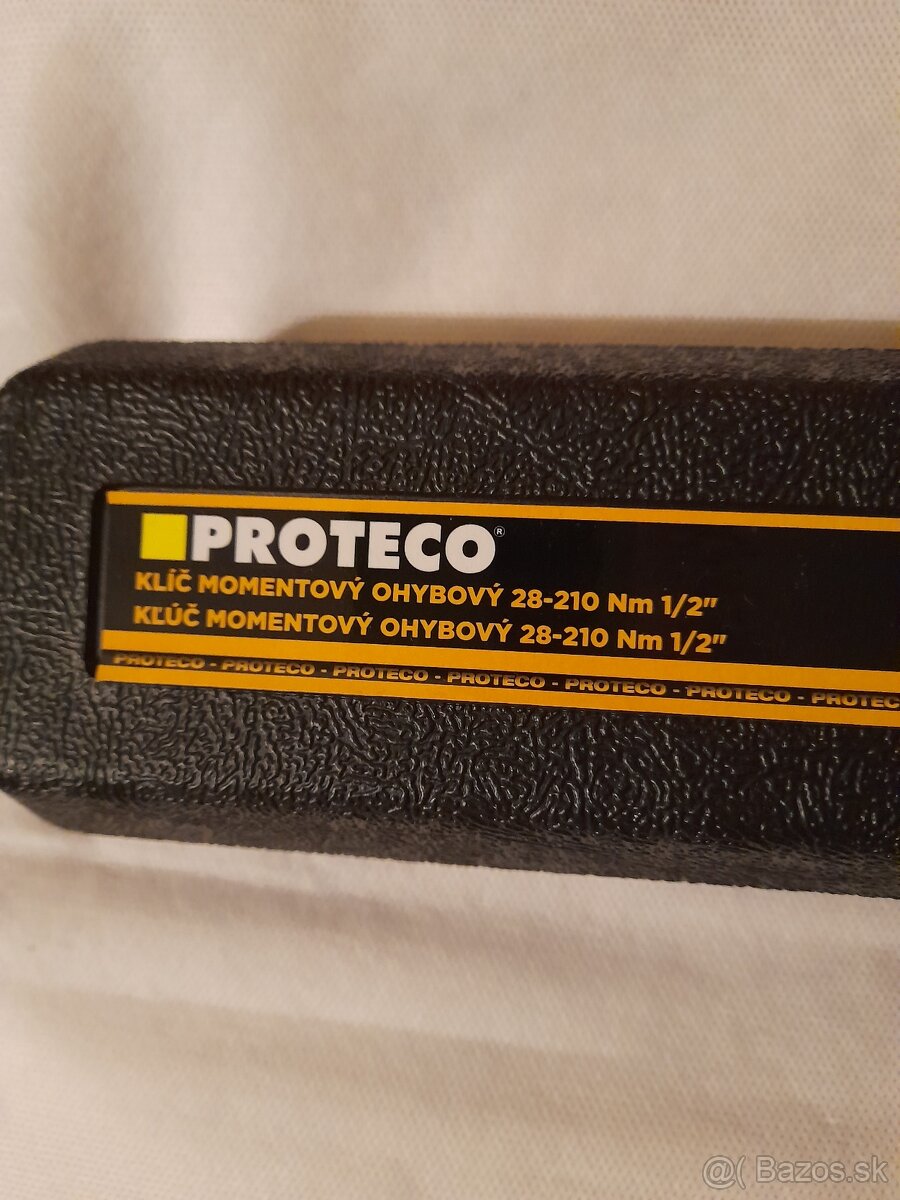 PROTECO®
KLÍČ MOMENTOVÝ OHYBOVÝ 28-210 Nm 1/2"
KĽÚČ MOMENTOVÝ OHYBOVÝ 28-210 Nm 1/2"
PROTECO - PROTECO - PROTECO - PROTECO - PROTECO - PROTECO - PROTEC
@( Bazos.sk